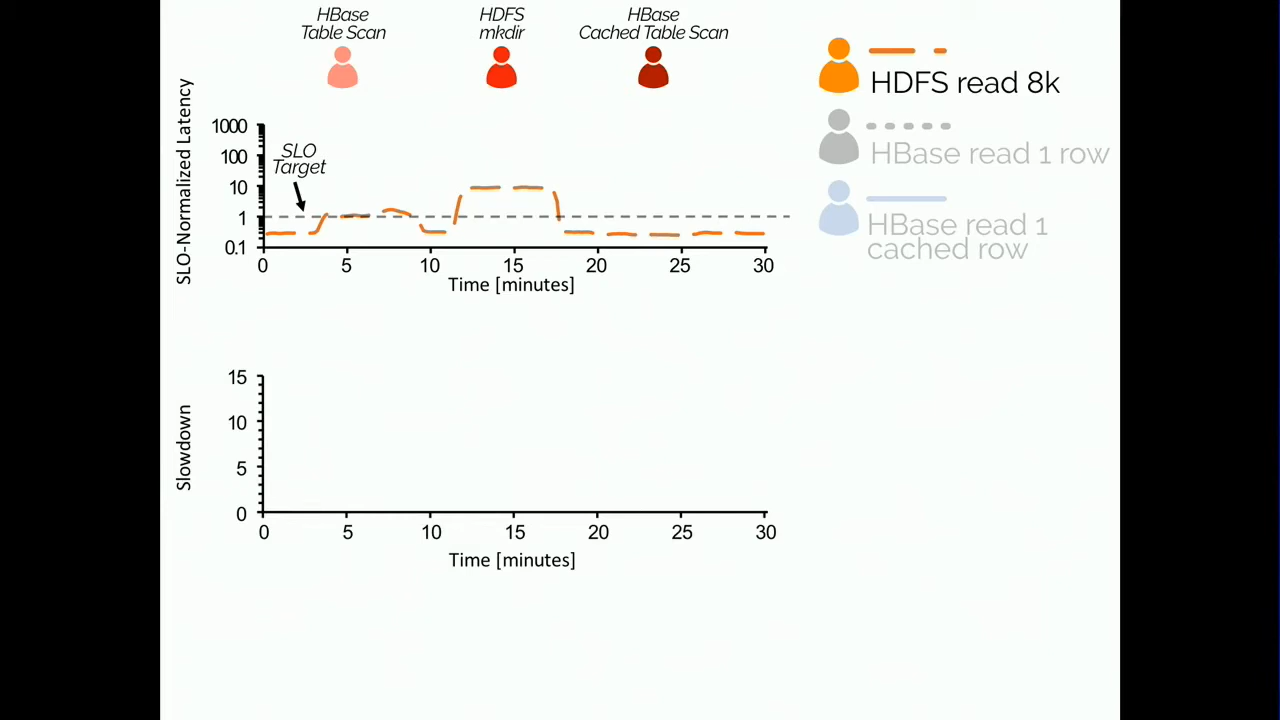 HBase
Table Scan
HDFS
mkdir
HBase
Cached Table Scan
HDFS read 8k
HBase read 1 row
HBase read 1
cached row
SLO-Normalized Latency
1000
100
10
1
0.1
SLO
Target
0 5 10 15 20 25 30
Time [minutes]
Slowdown
15
10
5
0
0 5 10 15 20 25 30
Time [minutes]